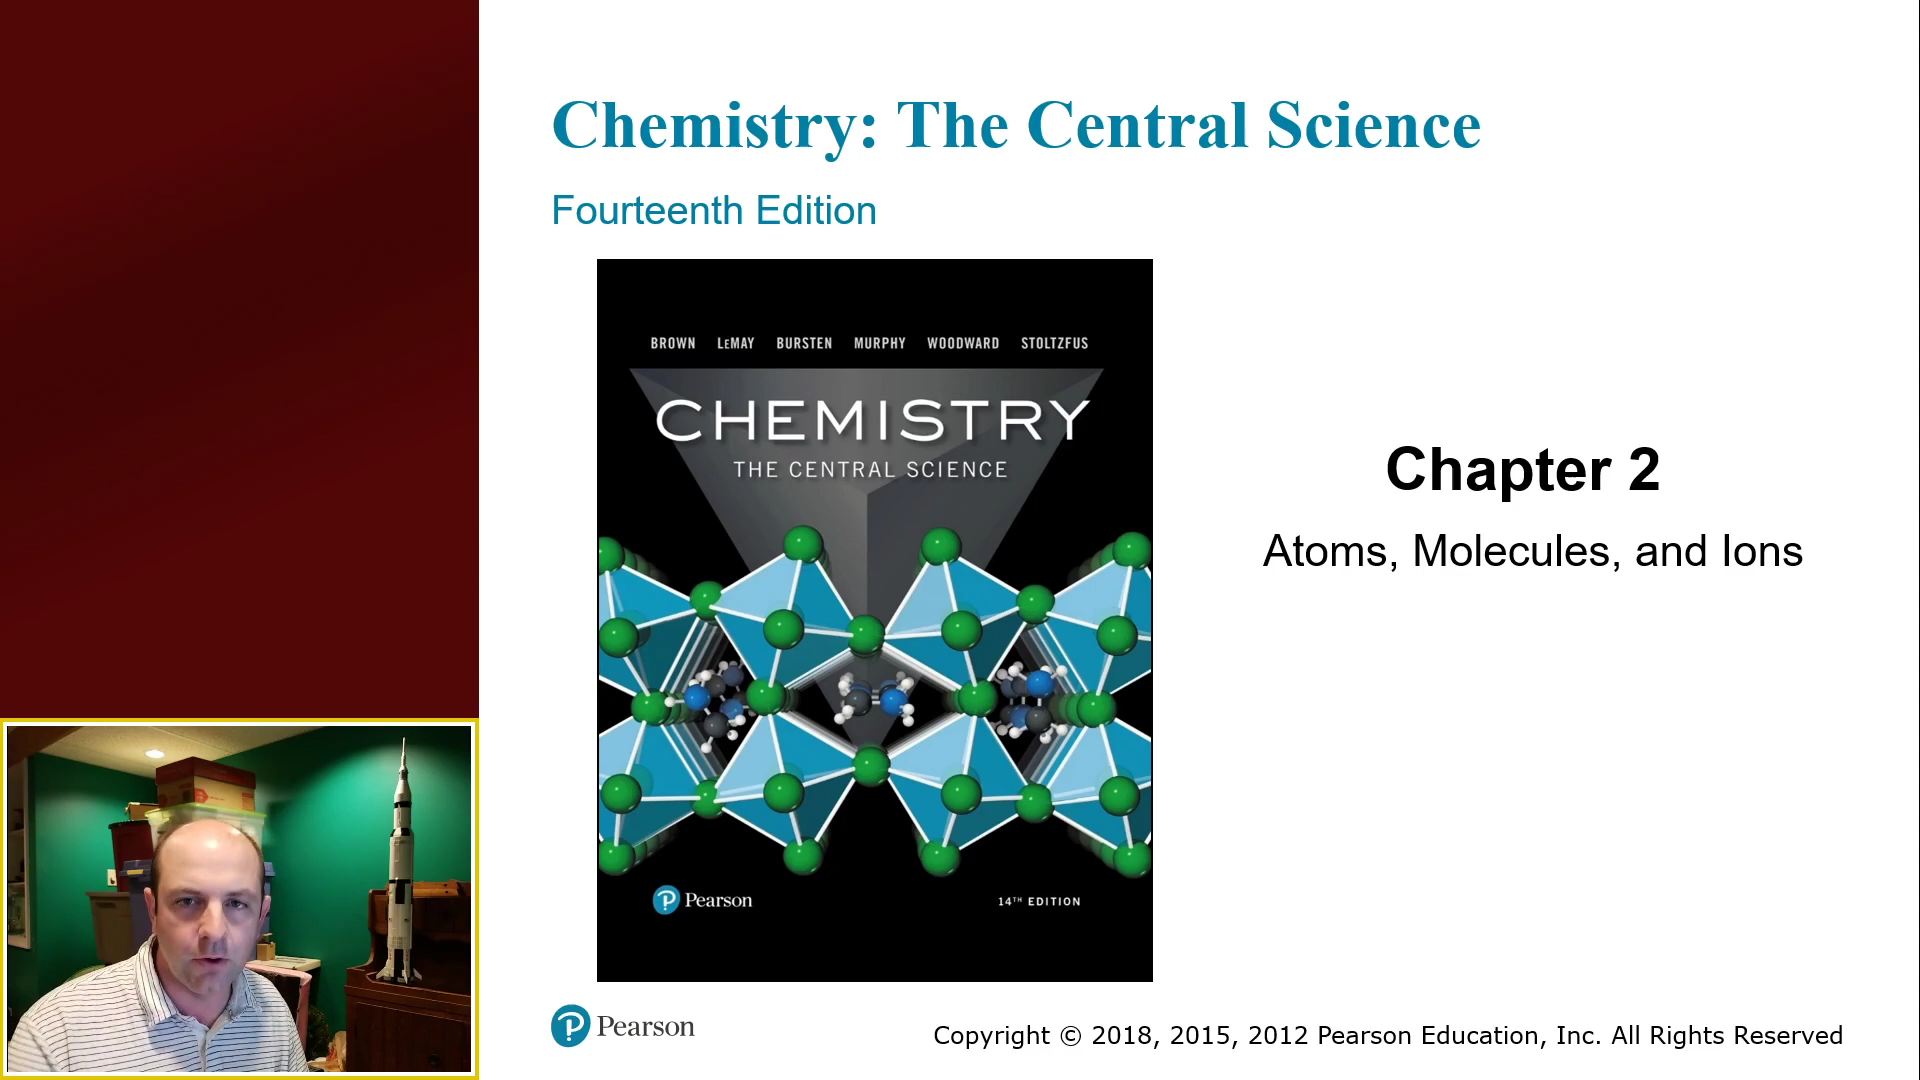 Chemistry: The Central Science
Fourteenth Edition
BROWN LeMAY BURSTEN MURPHY WOODWARD STOLTZFUS
CHEMISTRY
THE CENTRAL SCIENCE
Pearson
14TH EDITION
Chapter 2
Atoms, Molecules, and Ions
Pearson
Copyright © 2018, 2015, 2012 Pearson Education, Inc. All Rights Reserved